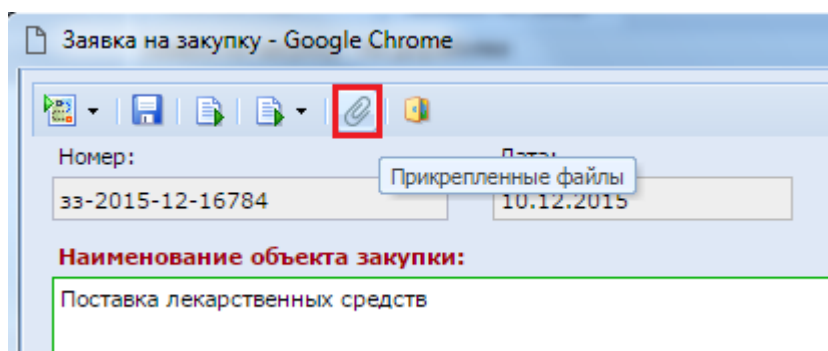 Заявка на закупку - Google Chrome
Номер:
Дата:
Прикрепленные файлы
зз-2015-12-16784
10.12.2015
Наименование объекта закупки:
Поставка лекарственных средств